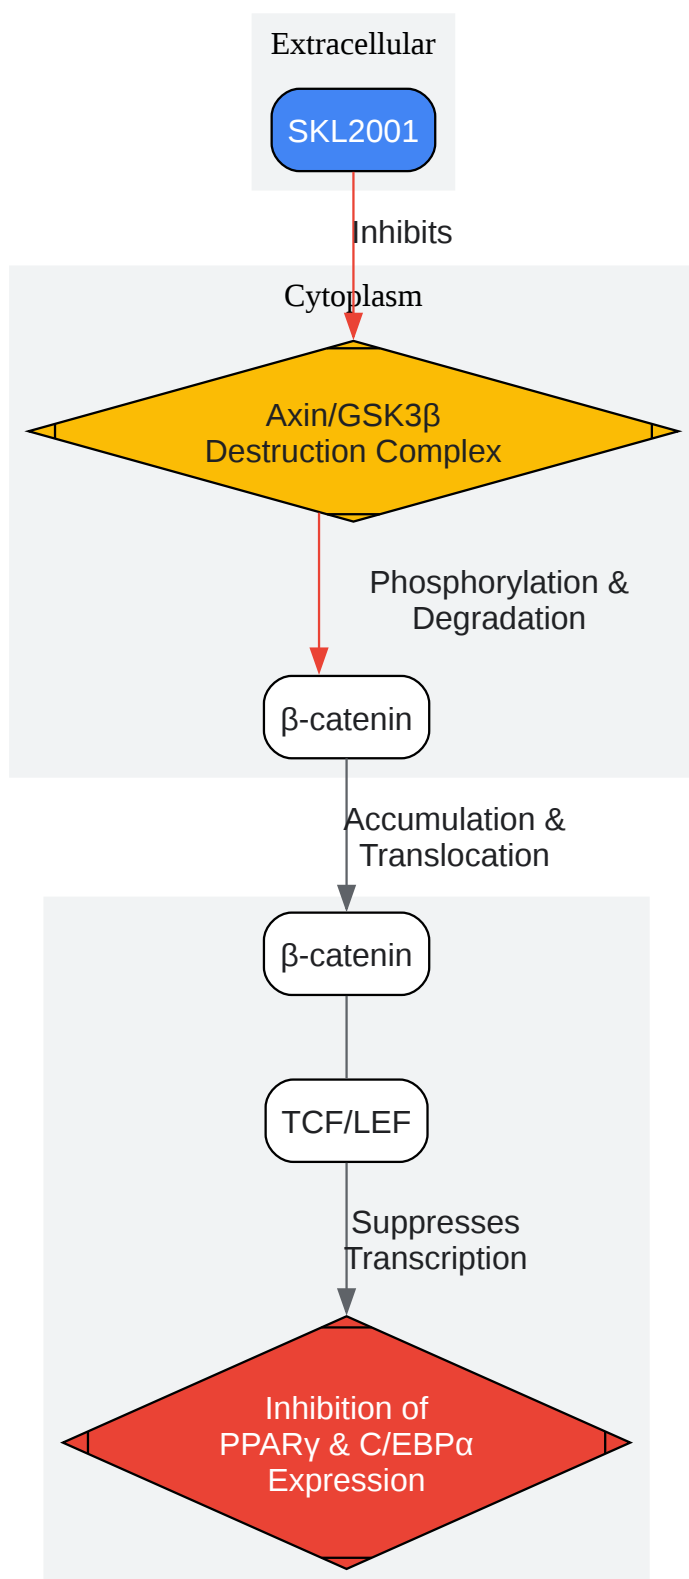 Extracellular
SKL2001
Inhibits
Cytoplasm
Axin/GSK3β
Destruction Complex
Phosphorylation &
Degradation
β-catenin
Accumulation &
Translocation
β-catenin
TCF/LEF
Suppresses
Transcription
Inhibition of
PPARγ & C/EBPα
Expression